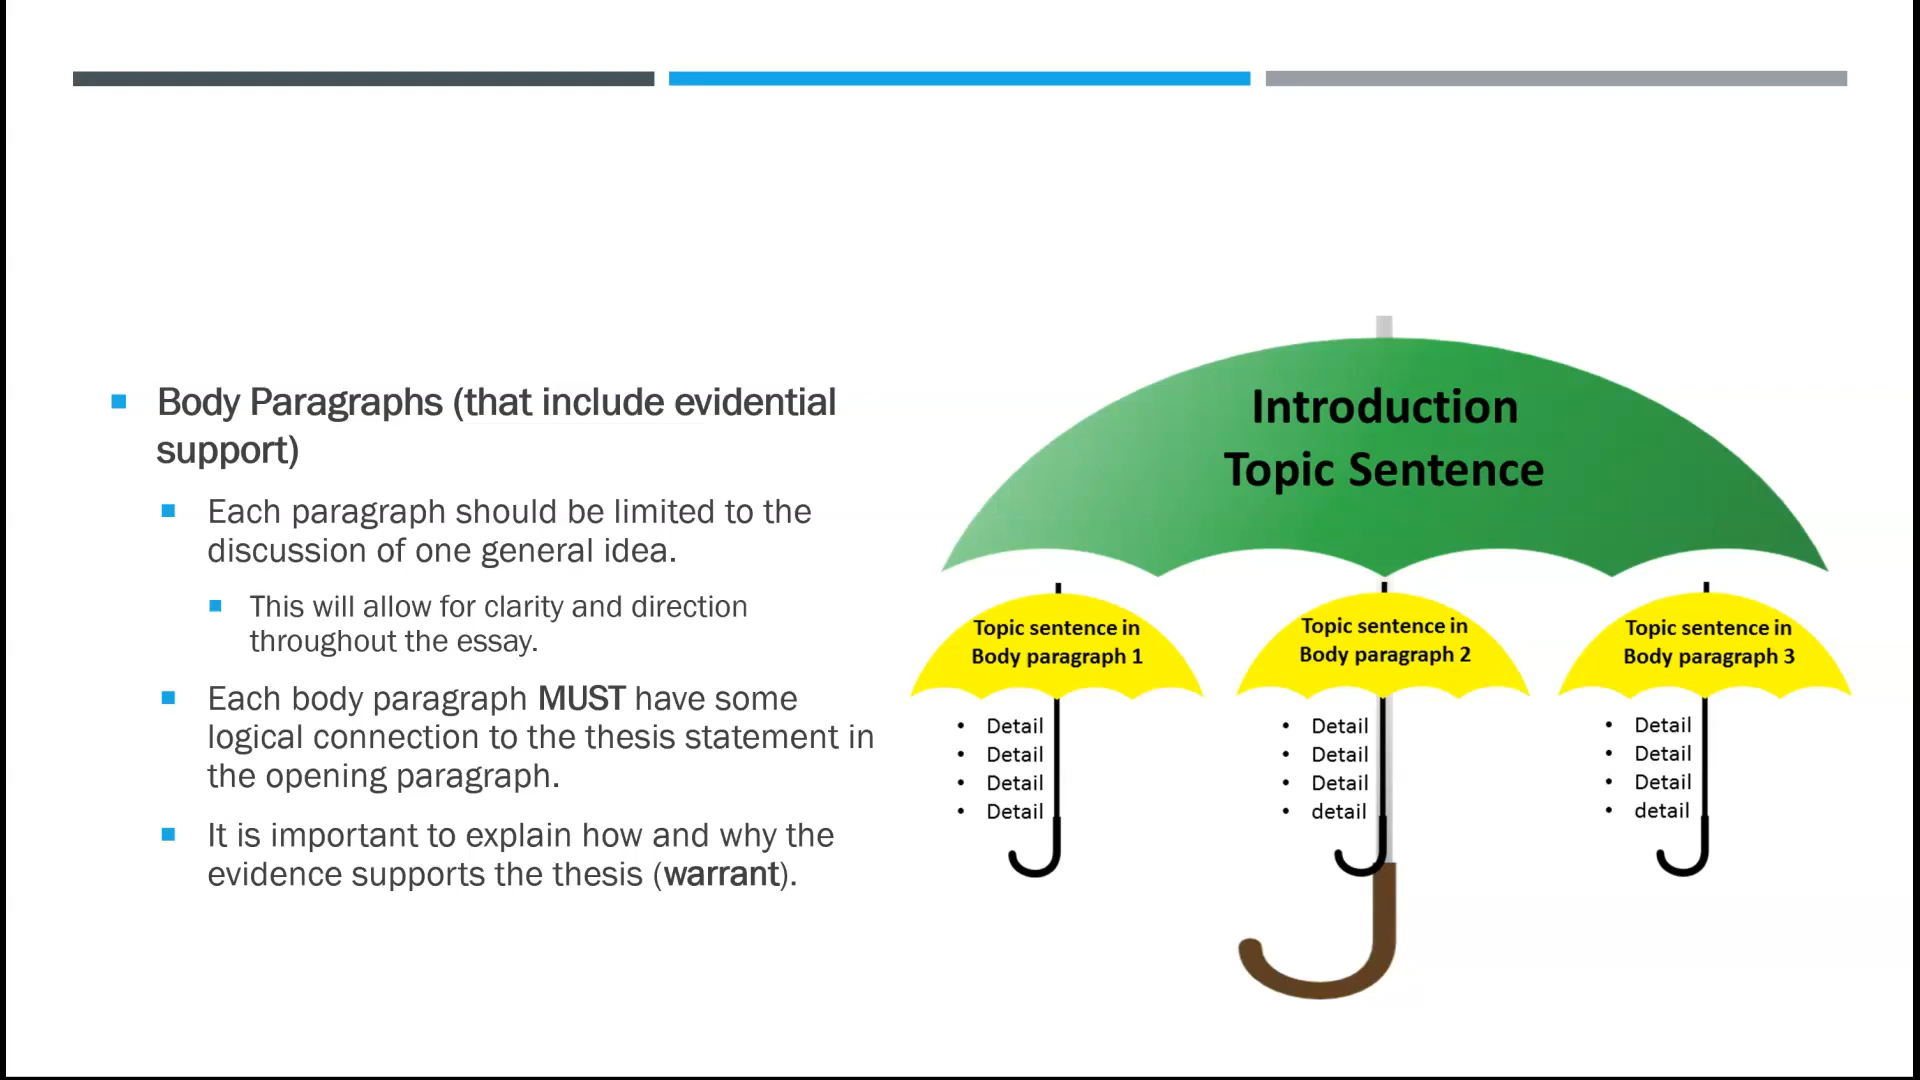 Body Paragraphs (that include evidential
support)
Each paragraph should be limited to the
discussion of one general idea.
This will allow for clarity and direction
throughout the essay.
Each body paragraph MUST have some
logical connection to the thesis statement in
the opening paragraph.
It is important to explain how and why the
evidence supports the thesis (warrant).
Introduction
Topic Sentence
Topic sentence in
Body paragraph 1
• Detail
• Detail
• Detail
• Detail
Topic sentence in
Body paragraph 2
• Detail
• Detail
• Detail
• detail
Topic sentence in
Body paragraph 3
• Detail
• Detail
• Detail
• detail